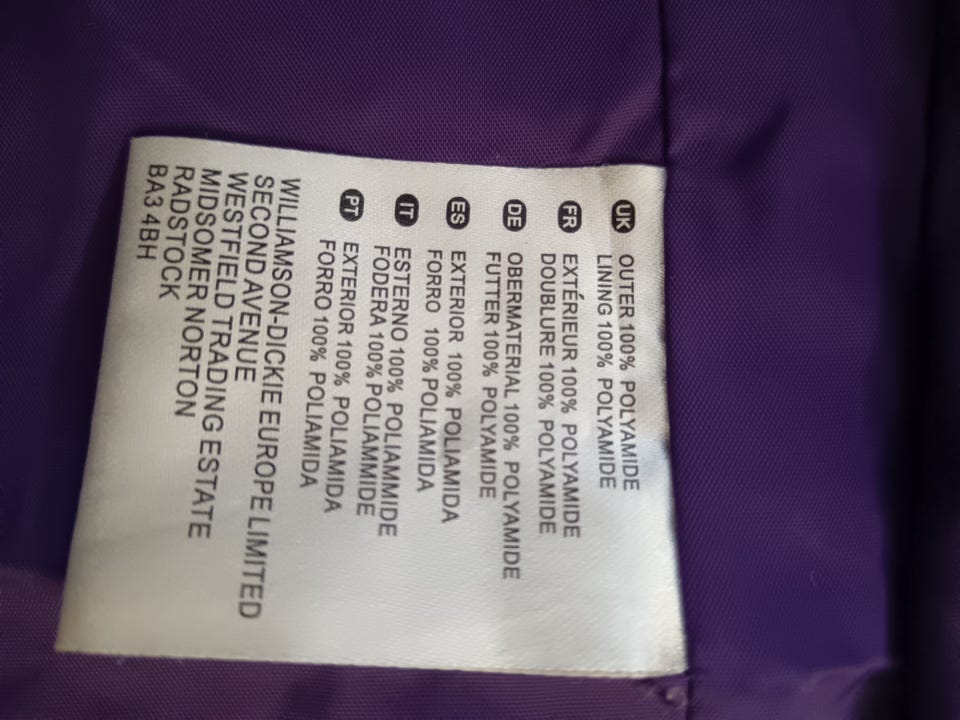 UK OUTER 100% POLYAMIDE
LINING 100% POLYAMIDE
FR EXTÉRIEUR 100% POLYAMIDE
DOUBLURE 100% POLYAMIDE
DE OBERMATERIAL 100% POLYAMIDE
FUTTER 100% POLYAMIDE
ES EXTERIOR 100% POLIAMIDA
FORRO 100% POLIAMIDA
IT ESTERNO 100% POLIAMMIDE
FODERA 100% POLIAMMIDE
PT EXTERIOR 100% POLIAMIDA
FORRO 100% POLIAMIDA
WILLIAMSON-DICKIE EUROPE LIMITED
SECOND AVENUE
WESTFIELD TRADING ESTATE
MIDSOMER NORTON
RADSTOCK
BA3 4BH